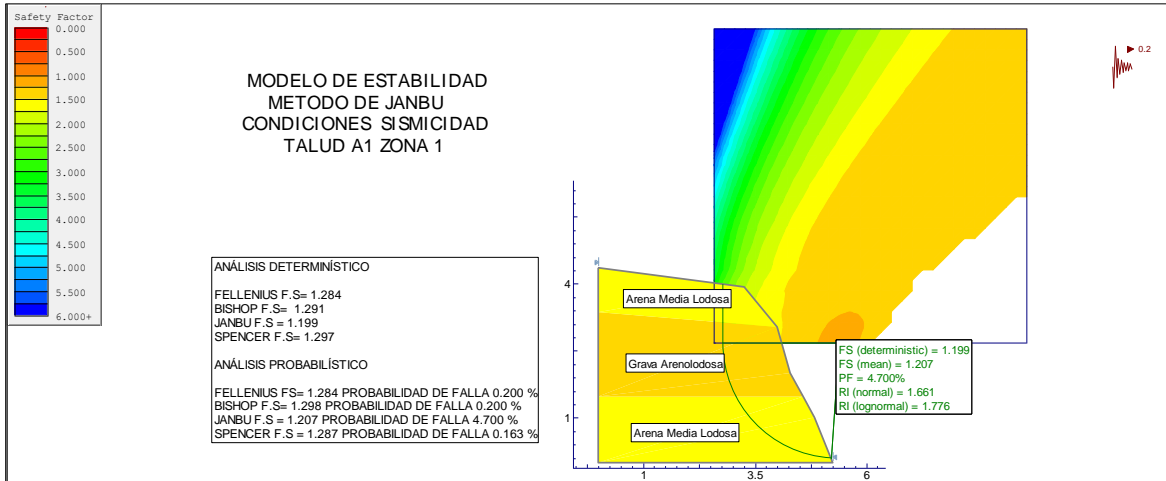 Safety Factor
0.000
0.500
1.000
1.500
2.000
2.500
3.000
3.500
4.000
4.500
5.000
5.500
6.000+
MODELO DE ESTABILIDAD
METODO DE JANBU
CONDICIONES SISMICIDAD
TALUD A1 ZONA 1
0.2
ANÁLISIS DETERMINÍSTICO
FELLENIUS F.S= 1.284
BISHOP F.S= 1.291
JANBU F.S = 1.199
SPENCER F.S= 1.297
ANÁLISIS PROBABILÍSTICO
FELLENIUS FS= 1.284 PROBABILIDAD DE FALLA 0.200 %
BISHOP F.S=1.298 PROBABILIDAD DE FALLA 0.200 %
JANBU F.S = 1.207 PROBABILIDAD DE FALLA 4.700 %
SPENCER F.S = 1.287 PROBABILIDAD DE FALLA 0.163 %
4
1
Arena Media Lodosa
Grava Arenolodosa
Arena Media Lodosa
FS (deterministic) = 1.199
FS (mean) = 1.207
PF = 4.700%
RI (normal) = 1.661
RI (lognormal) = 1.776
1
3.5
6